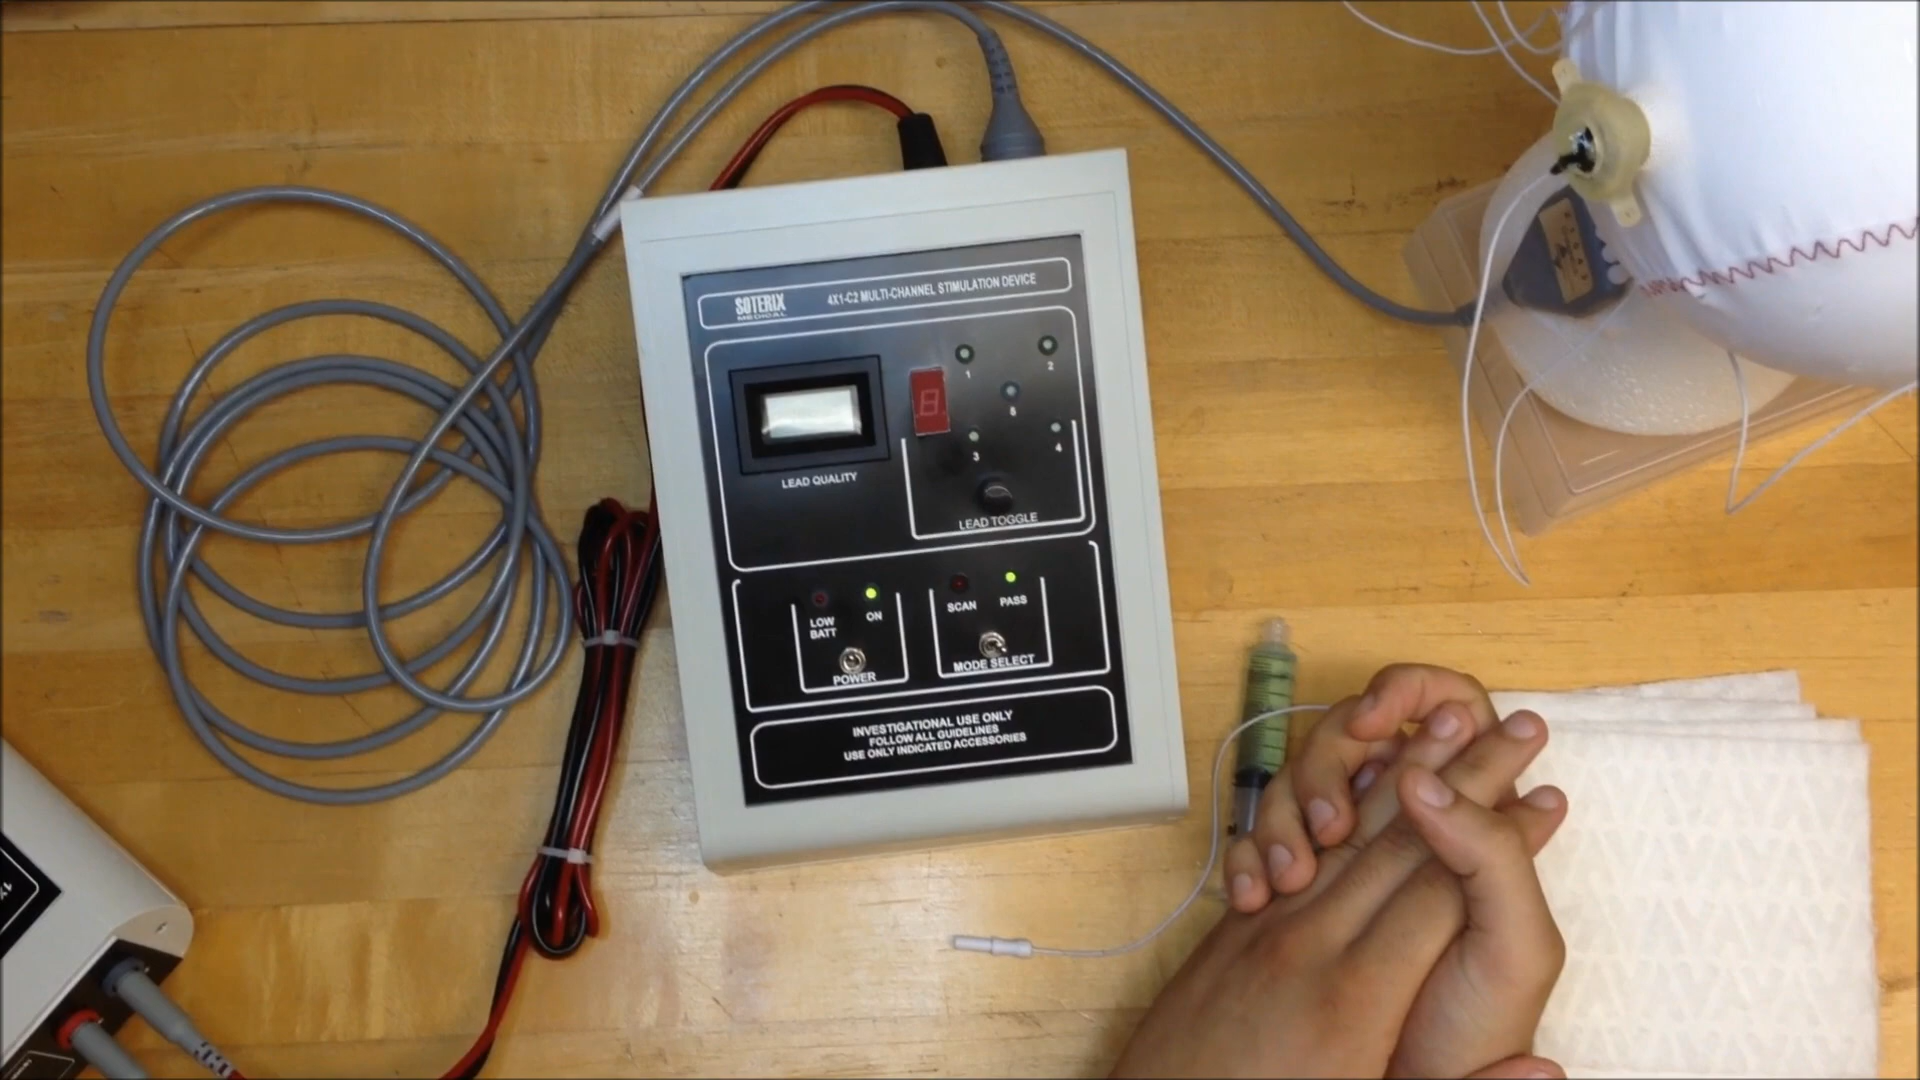 SOTERIX
MEDICAL
4X1-C2 MULTI-CHANNEL STIMULATION DEVICE
1
2
5
3
4
LEAD QUALITY
LEAD TOGGLE
LOW
BATT
ON
SCAN
PASS
POWER
MODE SELECT
INVESTIGATIONAL USE ONLY
FOLLOW ALL GUIDELINES
USE ONLY INDICATED ACCESSORIES